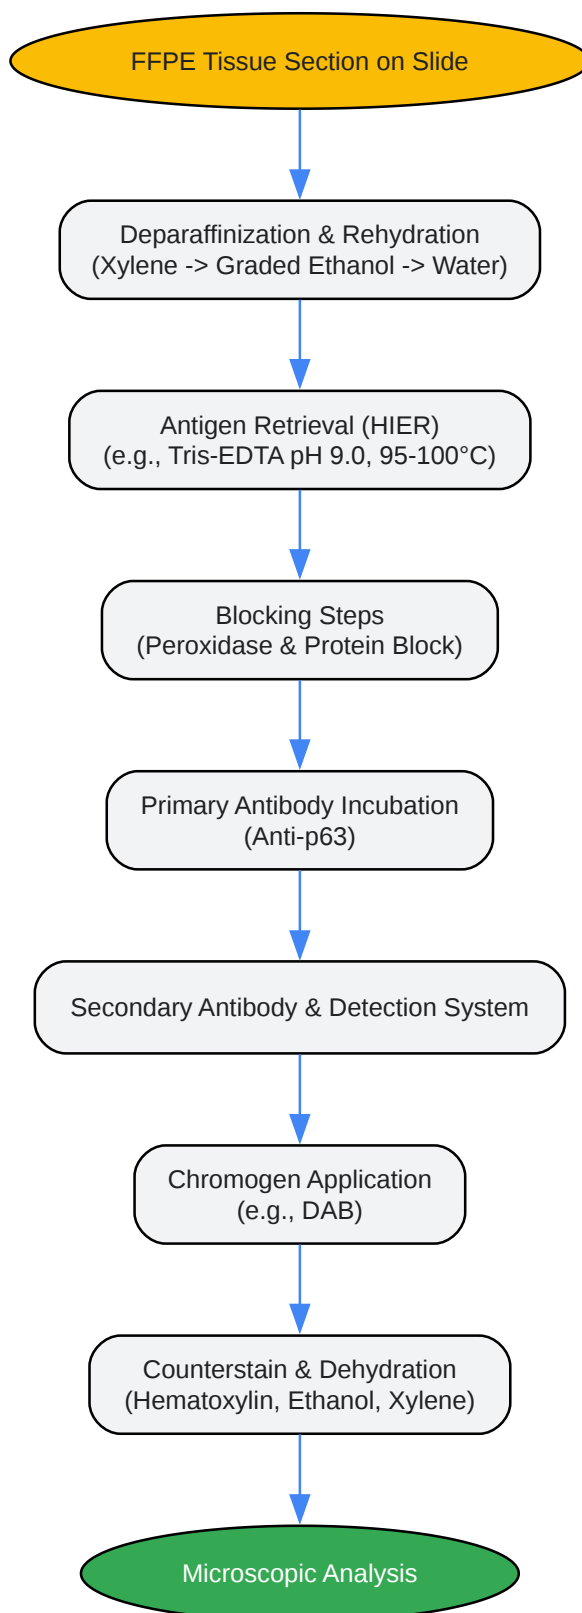 FFPE Tissue Section on Slide
Deparaffinization & Rehydration
(Xylene -> Graded Ethanol -> Water)
Antigen Retrieval (HIER)
(e.g., Tris-EDTA pH 9.0, 95-100°C)
Blocking Steps
(Peroxidase & Protein Block)
Primary Antibody Incubation
(Anti-p63)
Secondary Antibody & Detection System
Chromogen Application
(e.g., DAB)
Counterstain & Dehydration
(Hematoxylin, Ethanol, Xylene)
Microscopic Analysis